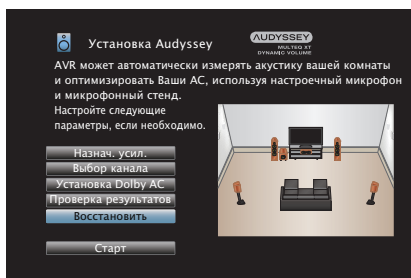 Установка Audyssey
AUDYSSEY
MULTEQ XT
DYNAMIC VOLUME
AVR может автоматически измерять акустику вашей комнаты
и оптимизировать Ваши АС, используя настроечный микрофон
и микрофонный стенд.
Настройте следующие
параметры, если необходимо.
Назнач. усил.
Выбор канала
Установка Dolby АС
Проверка результатов
Восстановить
Старт